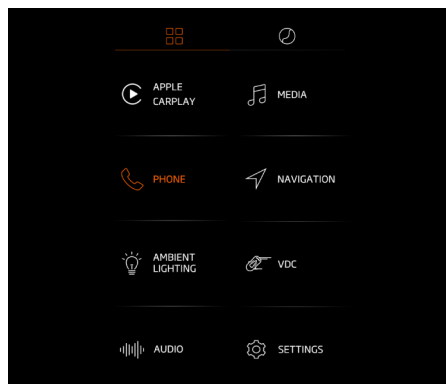 APPLE
CARPLAY
MEDIA
PHONE
NAVIGATION
AMBIENT
LIGHTING
VDC
AUDIO
SETTINGS